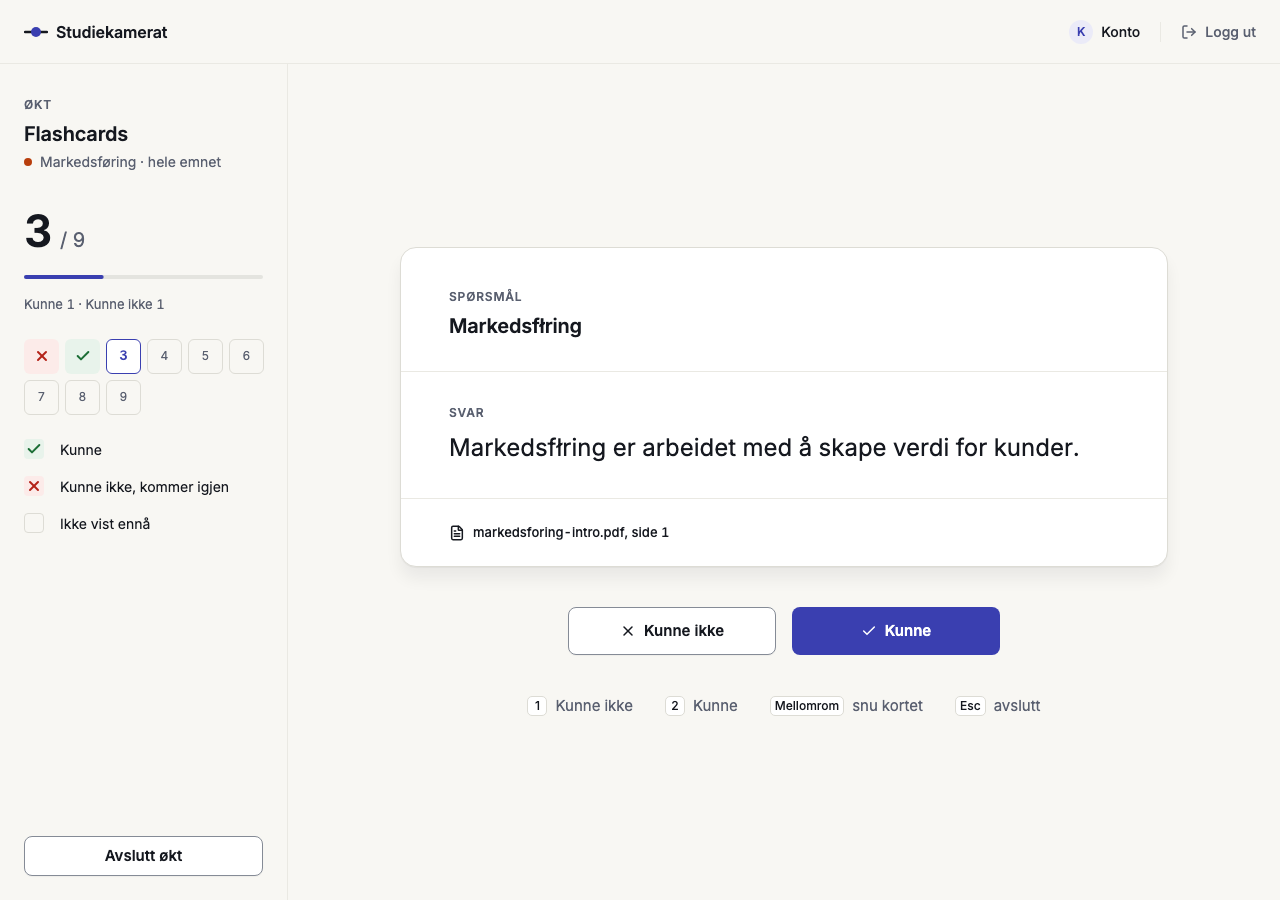 Studiekamerat
K Konto
Logg ut
ØKT
Flashcards
Markedsføring · hele emnet
3 / 9
Kunne 1 · Kunne ikke 1
3 4 5 6
7 8 9
Kunne
Kunne ikke, kommer igjen
Ikke vist ennå
Avslutt økt
SPØRSMÅL
Markedsfłring
SVAR
Markedsfłring er arbeidet med å skape verdi for kunder.
markedsforing-intro.pdf, side 1
Kunne ikke
Kunne
1 Kunne ikke 2 Kunne Mellomrom snu kortet Esc avslutt